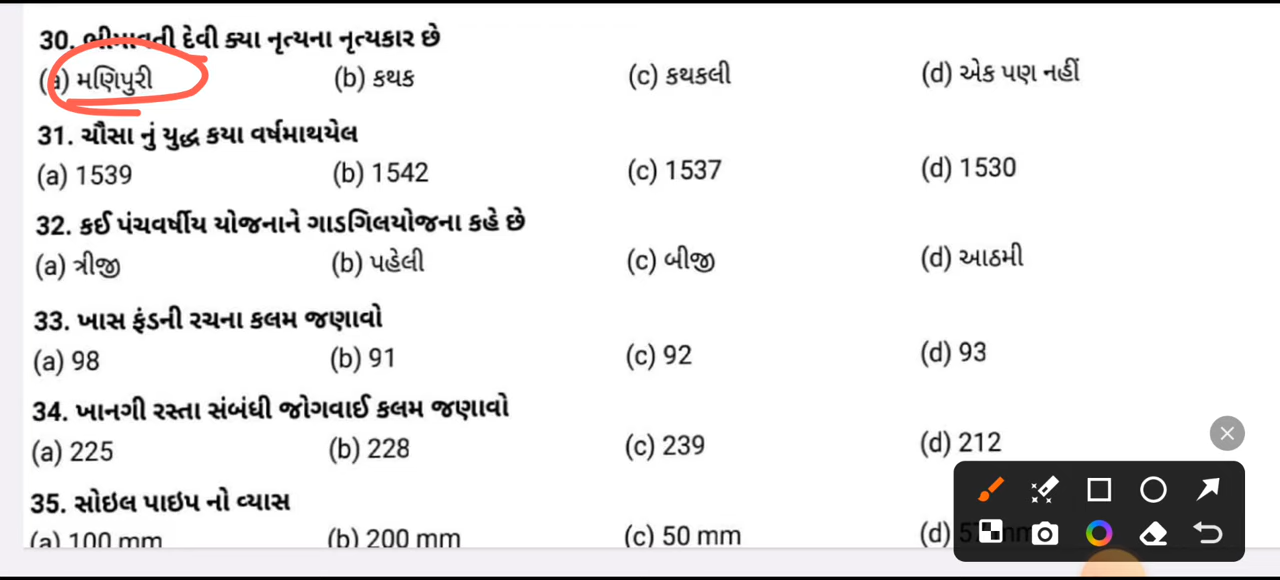 30. ભીમાવતી દેવી ક્યા નૃત્યના નૃત્યકાર છે
(a) મણિપુરી (b) કથક (c) કથકલી (d) એક પણ નહીં
31. ચૌસા નું યુદ્ધ કયા વર્ષમાથયેલ
(a) 1539 (b) 1542 (c) 1537 (d) 1530
32. કઈ પંચવર્ષીય યોજનાને ગાડગિલયોજના કહે છે
(a) ત્રીજી (b) પહેલી (c) બીજી (d) આઠમી
33. ખાસ ફંડની રચના કલમ જણાવો
(a) 98 (b) 91 (c) 92 (d) 93
34. ખાનગી રસ્તા સંબંધી જોગવાઈ કલમ જણાવો
(a) 225 (b) 228 (c) 239 (d) 212
35. સોઇલ પાઇપ નો વ્યાસ
(a) 100 mm (b) 200 mm (c) 50 mm (d)